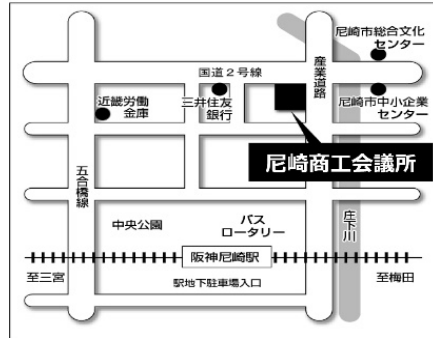 尼崎市総合文化
センター
国道2号線
産業道路
近畿労働
金庫
三井住友
銀行
尼崎市中小企業
センター
尼崎商工会議所
五合橋線
中央公園
バス
ロータリー
庄下川
阪神尼崎駅
至三宮
至梅田
駅地下駐車場入口